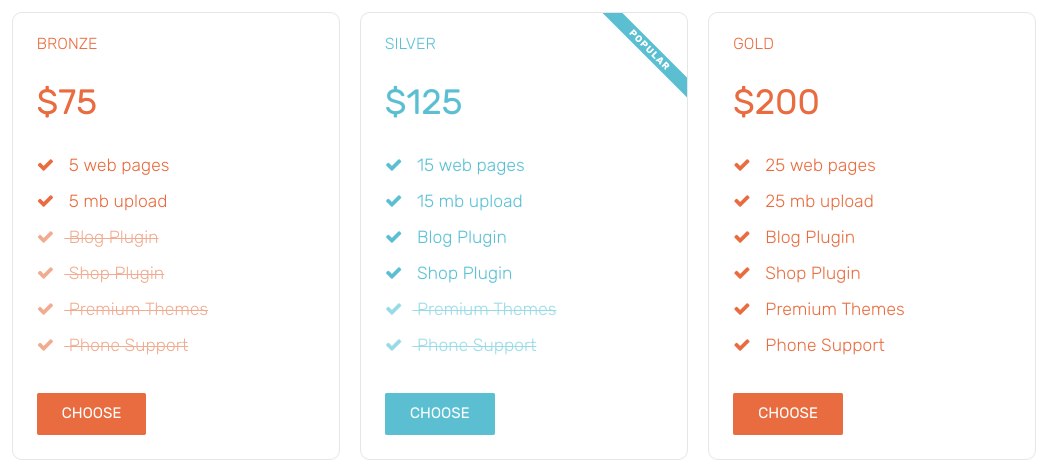 BRONZE
$75
5 web pages
5 mb upload
Blog Plugin
Shop Plugin
Premium Themes
Phone Support
CHOOSE
SILVER
POPULAR
$125
15 web pages
15 mb upload
Blog Plugin
Shop Plugin
Premium Themes
Phone Support
CHOOSE
GOLD
$200
25 web pages
25 mb upload
Blog Plugin
Shop Plugin
Premium Themes
Phone Support
CHOOSE